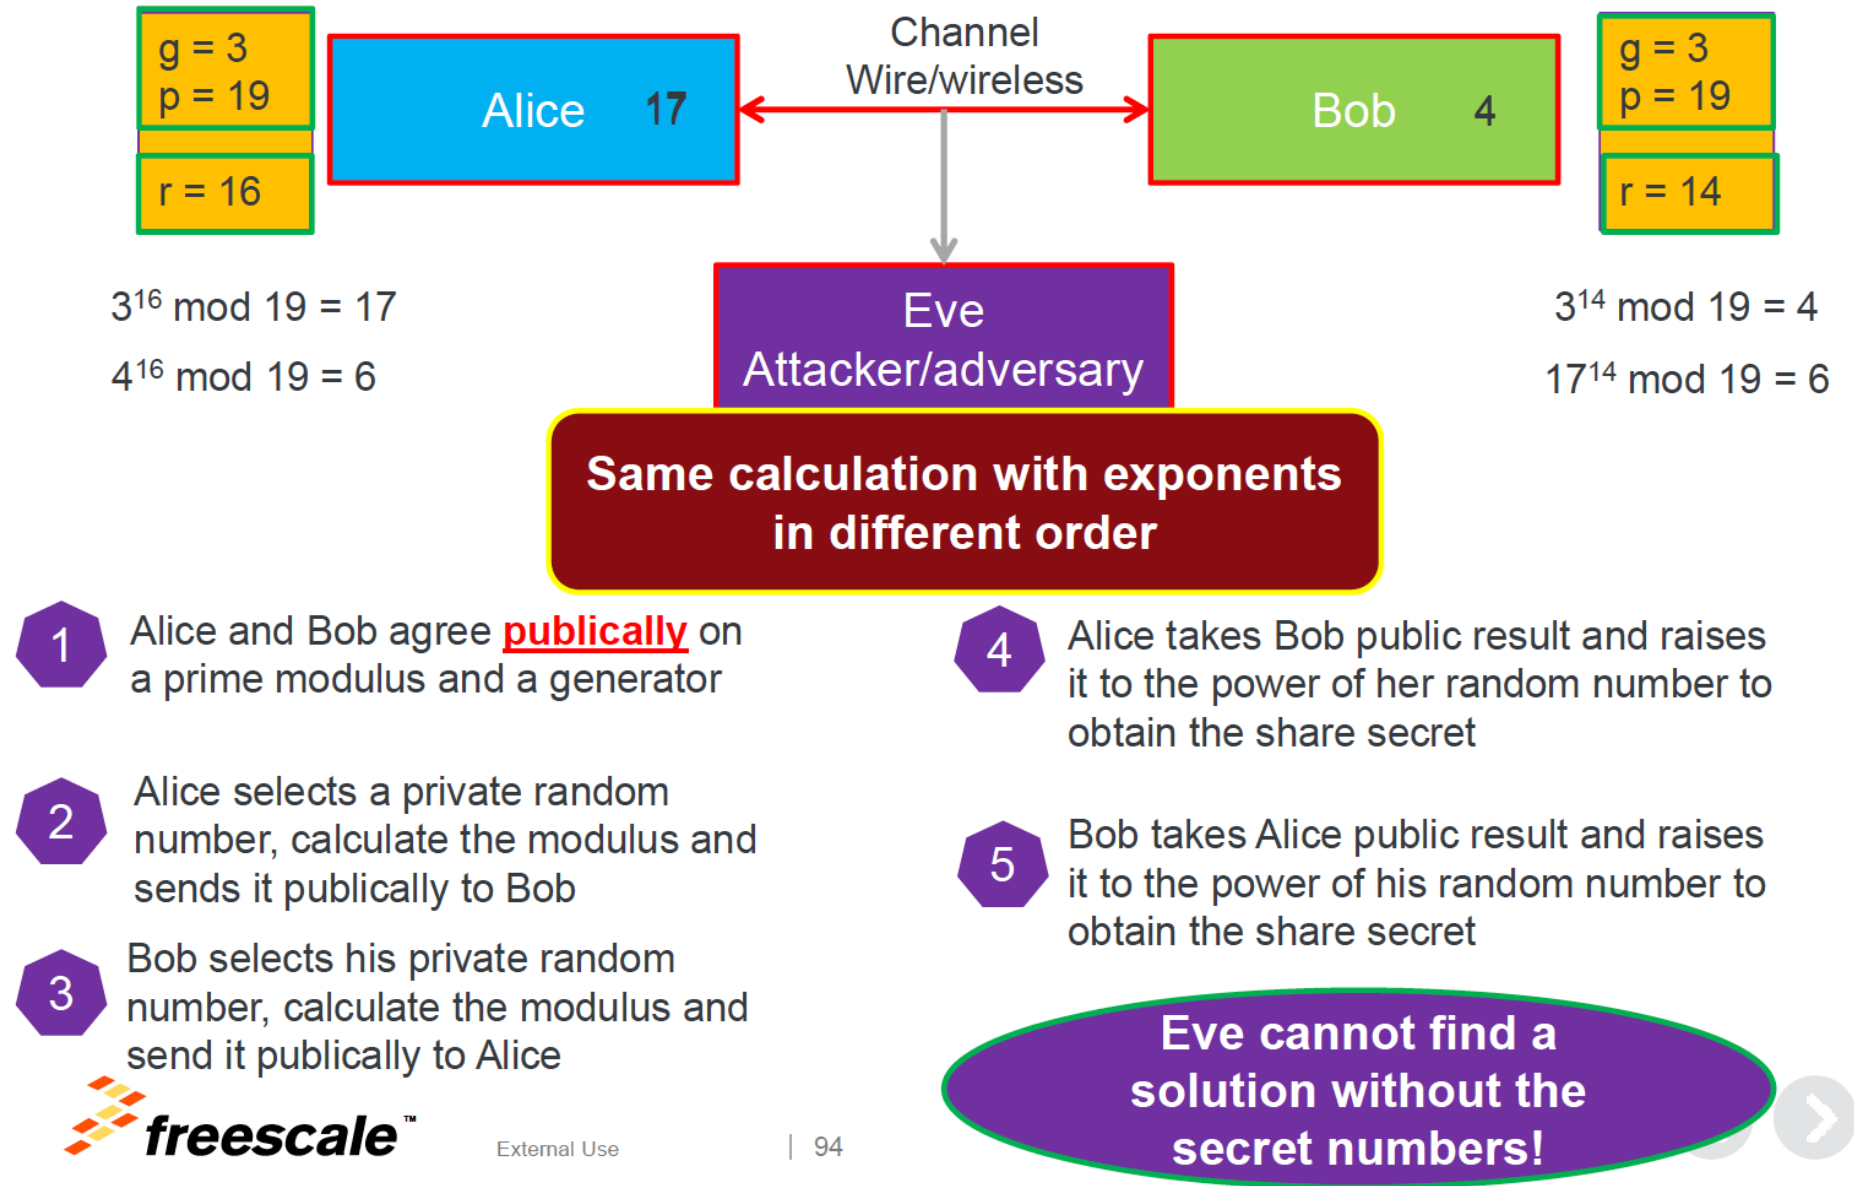 g = 3
p = 19
r = 16
Alice 17
Channel
Wire/wireless
Bob 4
g = 3
p = 19
r = 14
3¹⁶ mod 19 = 17
4¹⁶ mod 19 = 6
Eve
Attacker/adversary
3¹⁴ mod 19 = 4
17¹⁴ mod 19 = 6
Same calculation with exponents
in different order
1
Alice and Bob agree publically on
a prime modulus and a generator
2
Alice selects a private random
number, calculate the modulus and
sends it publically to Bob
3
Bob selects his private random
number, calculate the modulus and
send it publically to Alice
4
Alice takes Bob public result and raises
it to the power of her random number to
obtain the share secret
5
Bob takes Alice public result and raises
it to the power of his random number to
obtain the share secret
Eve cannot find a
solution without the
secret numbers!
freescale™
External Use
| 94